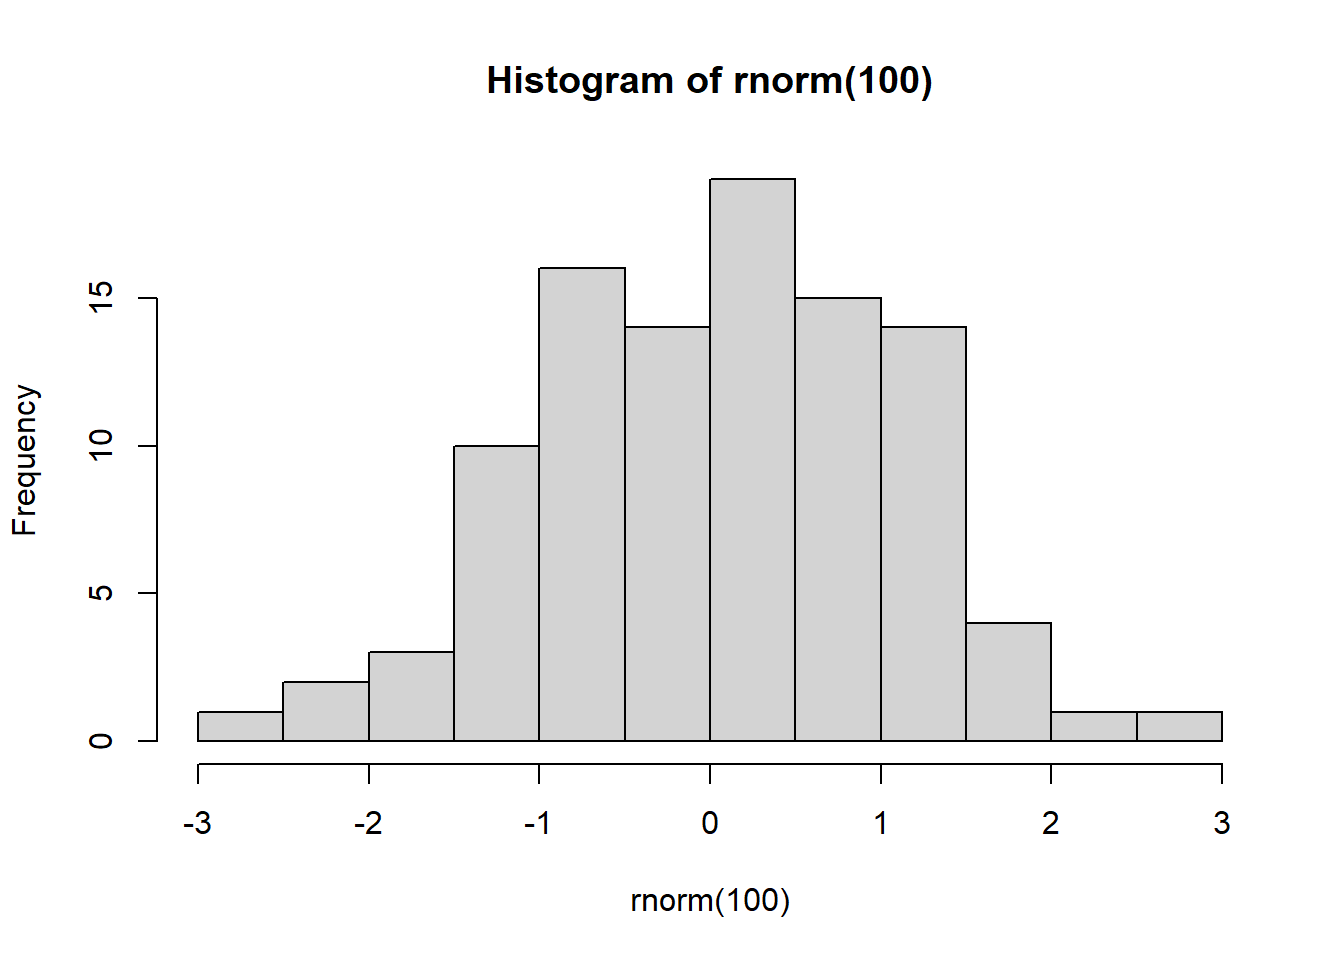 Histogram of rnorm(100)
Frequency
15
10
5
0
-3 -2 -1 0 1 2 3
rnorm(100)